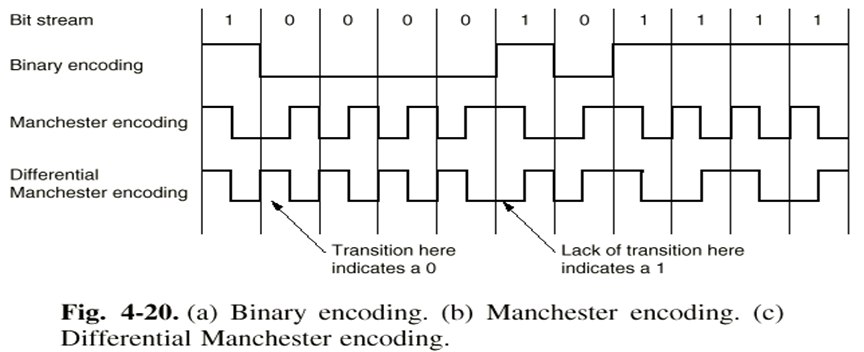 Bit stream 1 0 0 0 0 1 0 1 1 1 1
Binary encoding
Manchester encoding
Differential
Manchester encoding
Transition here
indicates a 0
Lack of transition here
indicates a 1
Fig. 4-20. (a) Binary encoding. (b) Manchester encoding. (c)
Differential Manchester encoding.